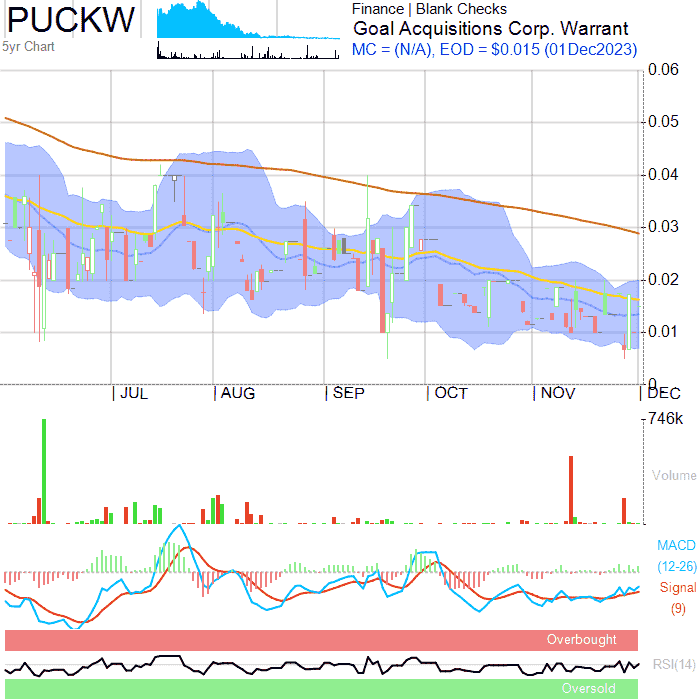 PUCKW
5yr Chart
Finance | Blank Checks
Goal Acquisitions Corp. Warrant
MC = (N/A), EOD = $0.015 (01Dec2023)
0.06
0.05
0.04
0.03
0.02
0.01
0
| JUL | AUG | SEP | OCT | NOV | DEC
746k
Volume
MACD
(12-26)
Signal
(9)
Overbought
RSI(14)
Oversold